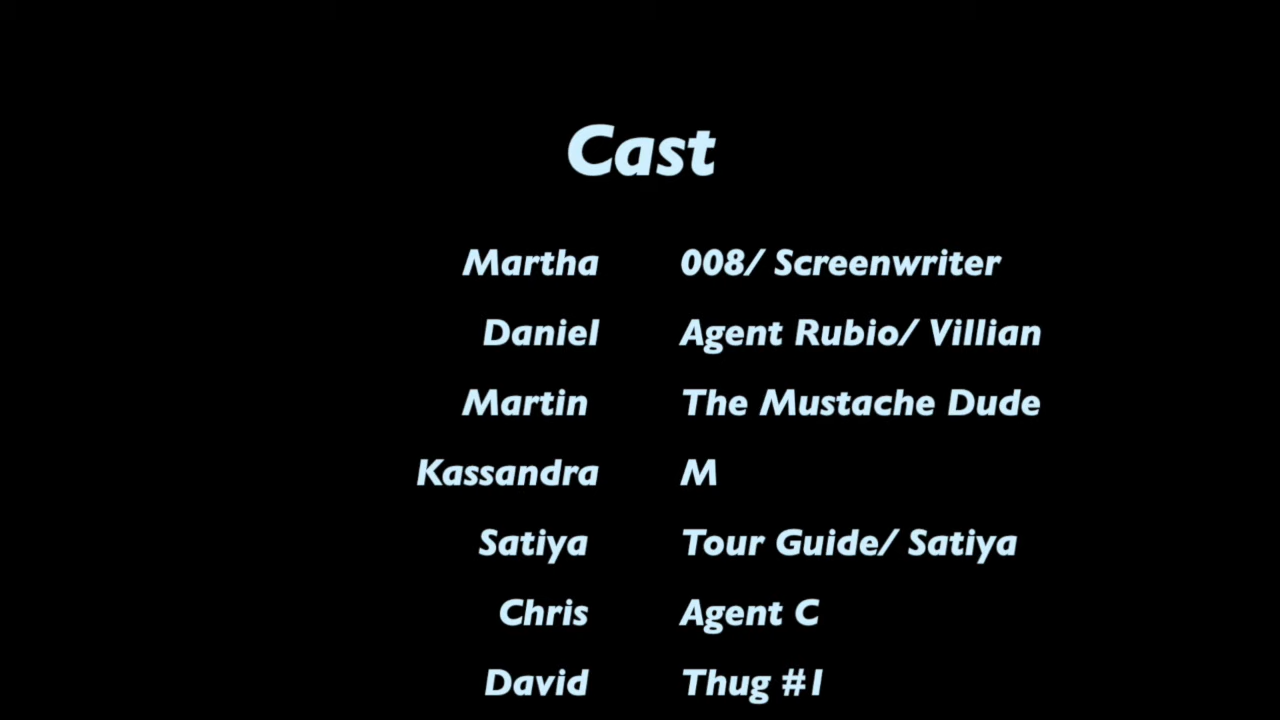 Cast
Martha 008/ Screenwriter
Daniel Agent Rubio/ Villian
Martin The Mustache Dude
Kassandra M
Satiya Tour Guide/ Satiya
Chris Agent C
David Thug #1